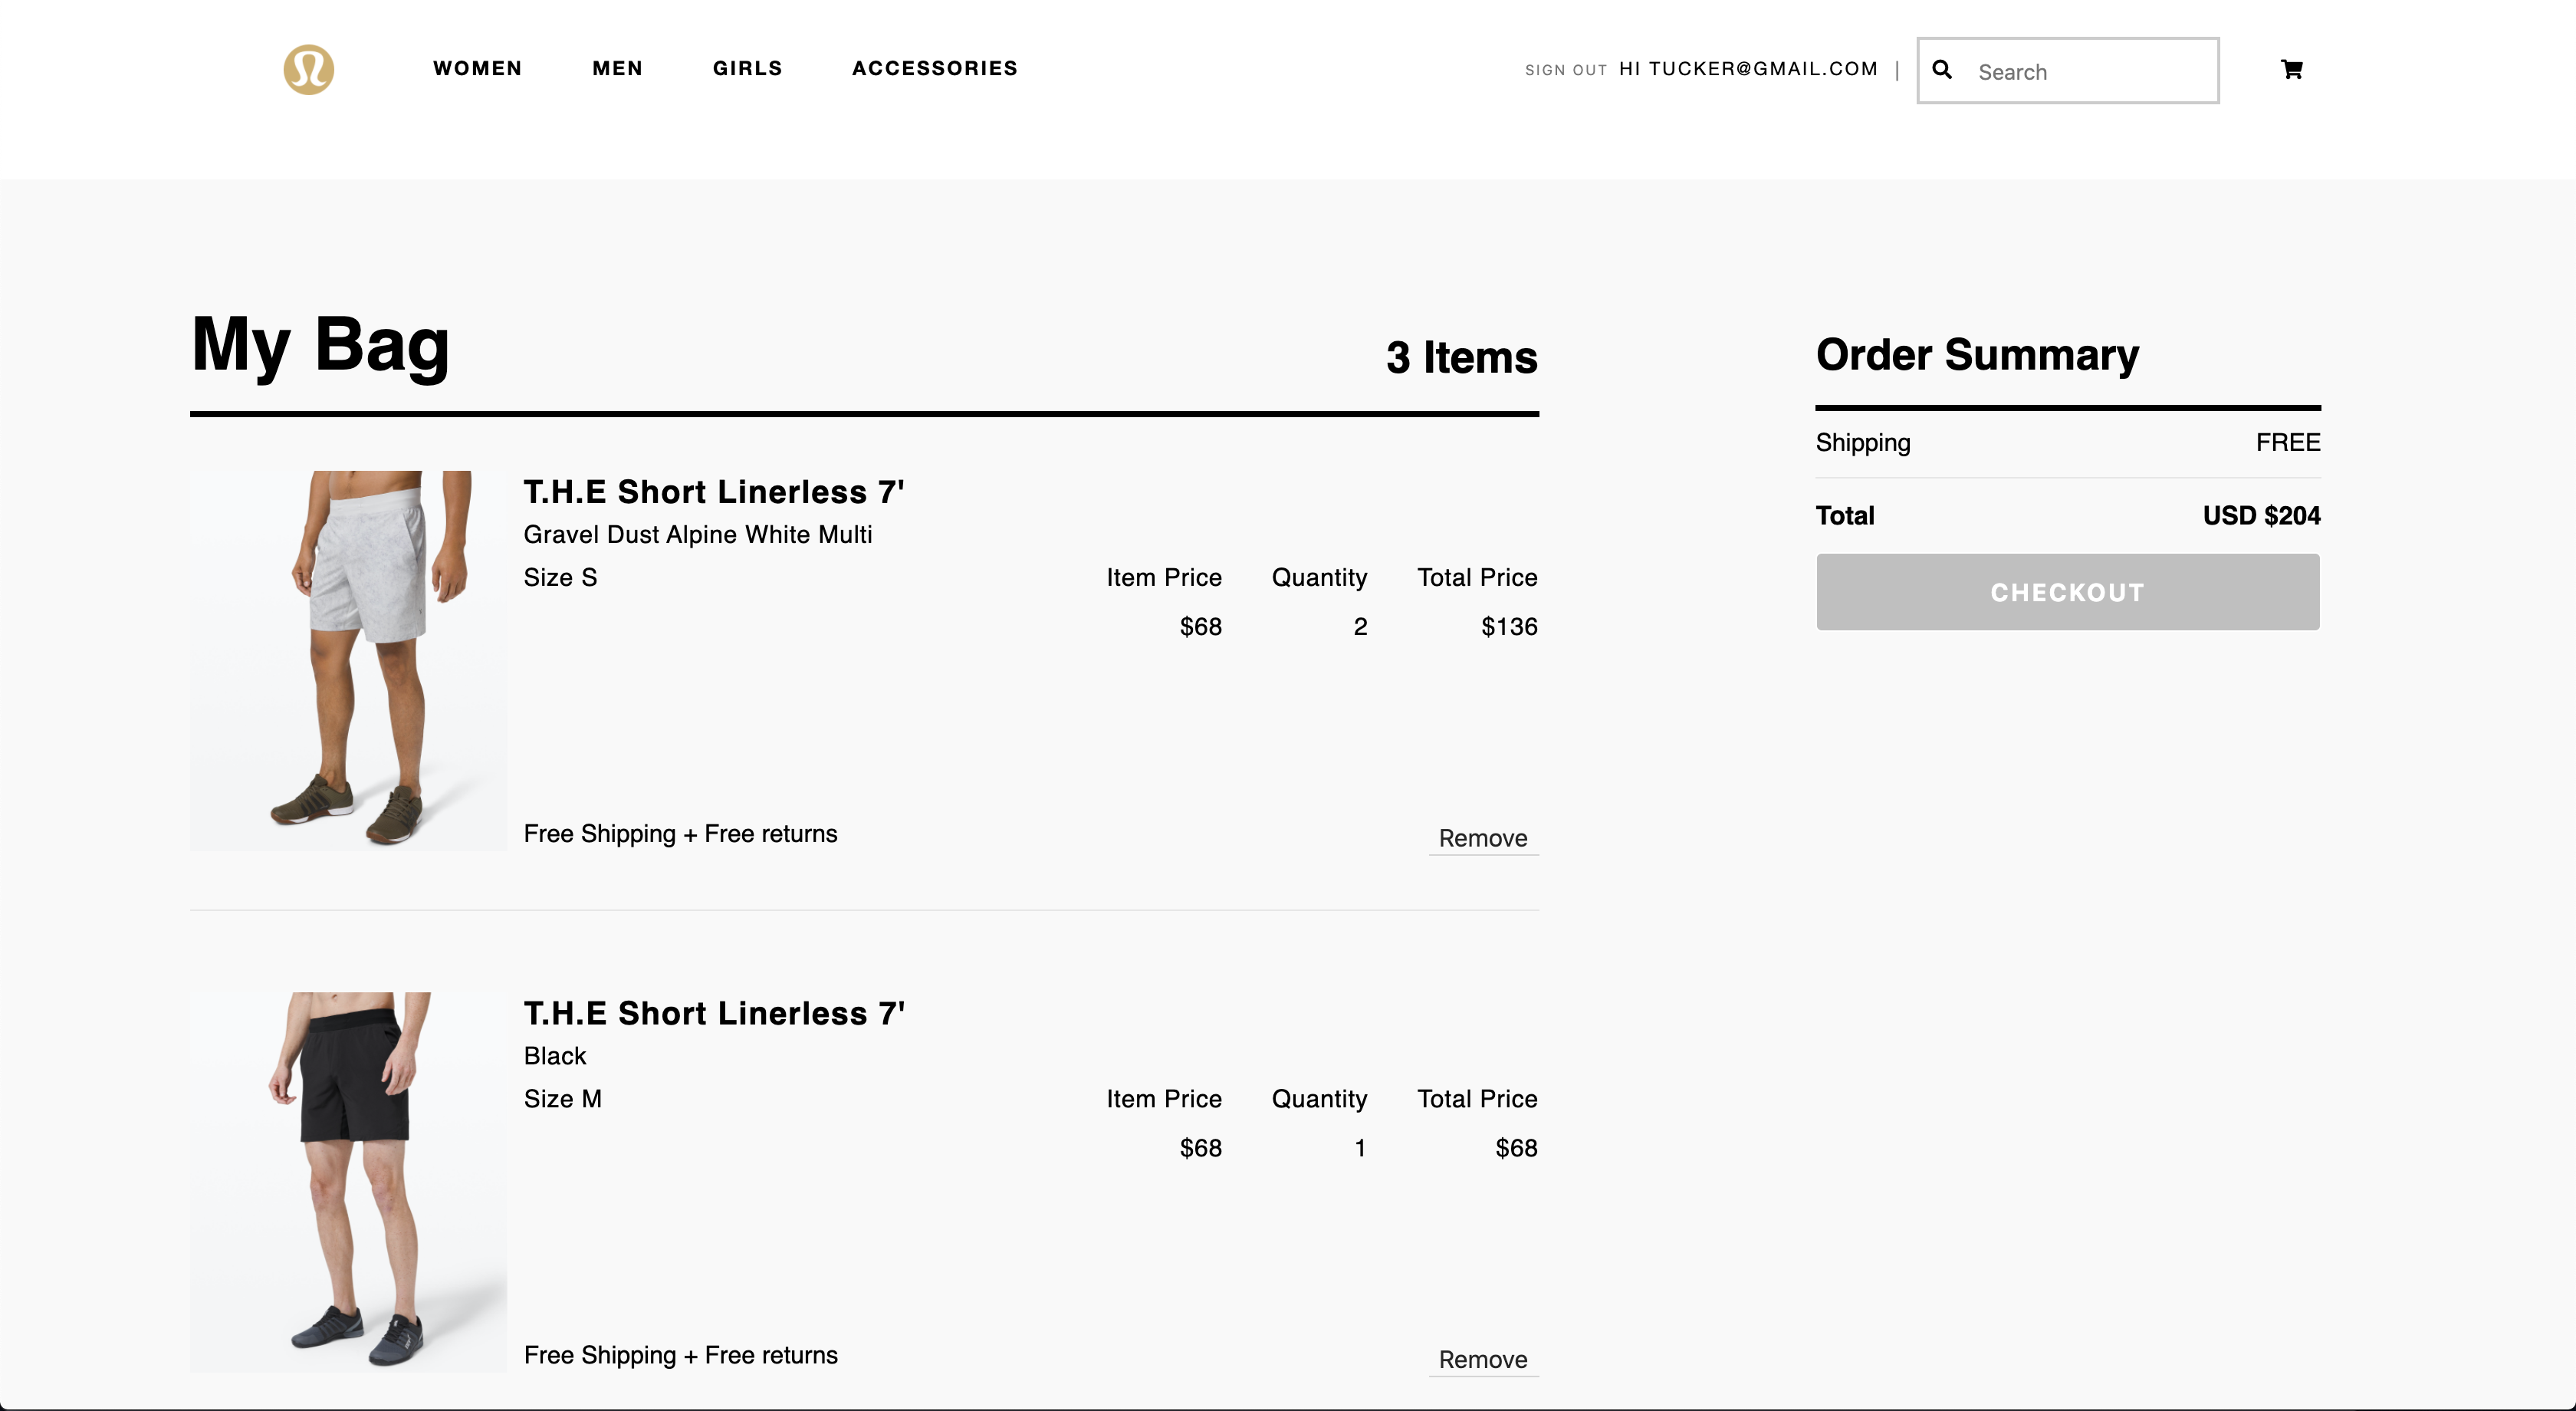 WOMEN MEN GIRLS ACCESSORIES SIGN OUT HI TUCKER@GMAIL.COM | Search
My Bag
3 Items
T.H.E Short Linerless 7'
Gravel Dust Alpine White Multi
Size S
Item Price Quantity Total Price
$68 2 $136
Free Shipping + Free returns
Remove
T.H.E Short Linerless 7'
Black
Size M
Item Price Quantity Total Price
$68 1 $68
Free Shipping + Free returns
Remove
Order Summary
Shipping FREE
Total USD $204
CHECKOUT